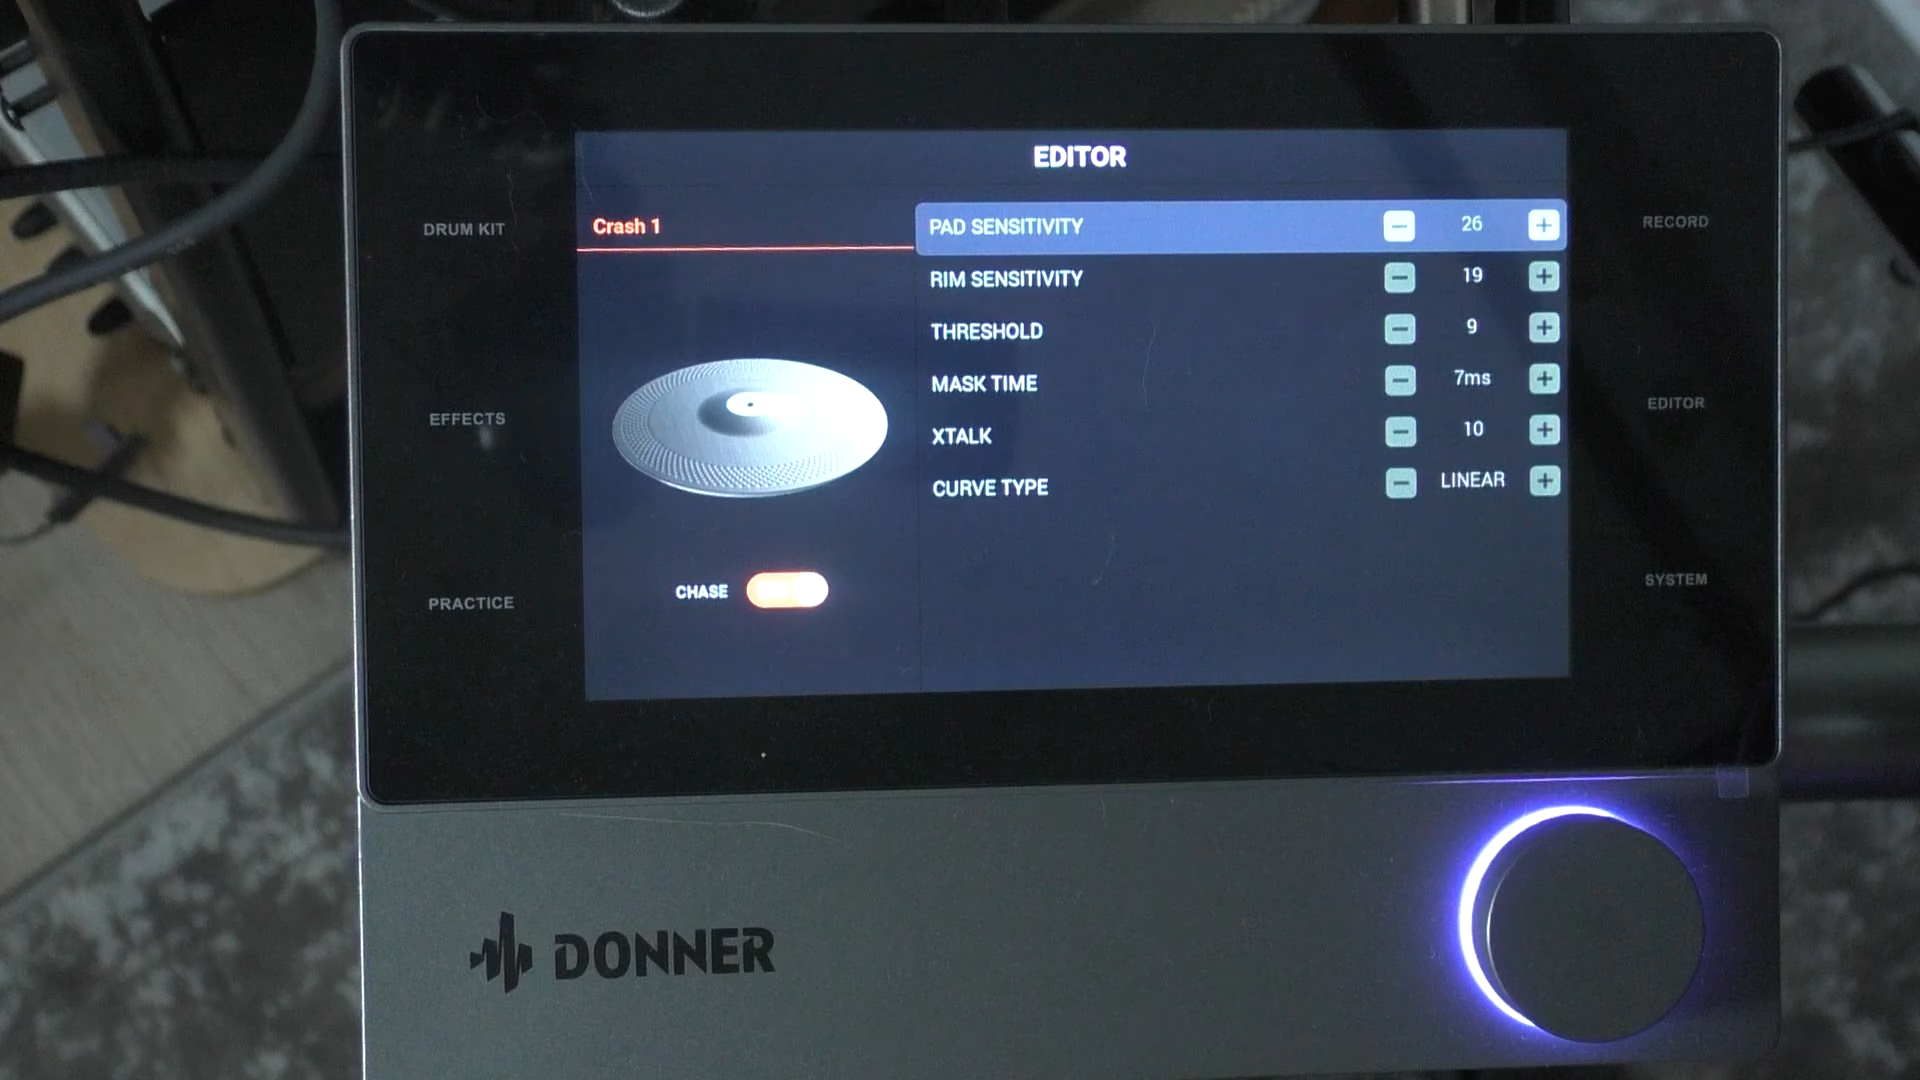 EDITOR
DRUM KIT
Crash 1
PAD SENSITIVITY 26
RECORD
RIM SENSITIVITY 19
THRESHOLD 9
MASK TIME 7ms
EDITOR
EFFECTS
XTALK 10
CURVE TYPE LINEAR
CHASE
SYSTEM
PRACTICE
DONNER